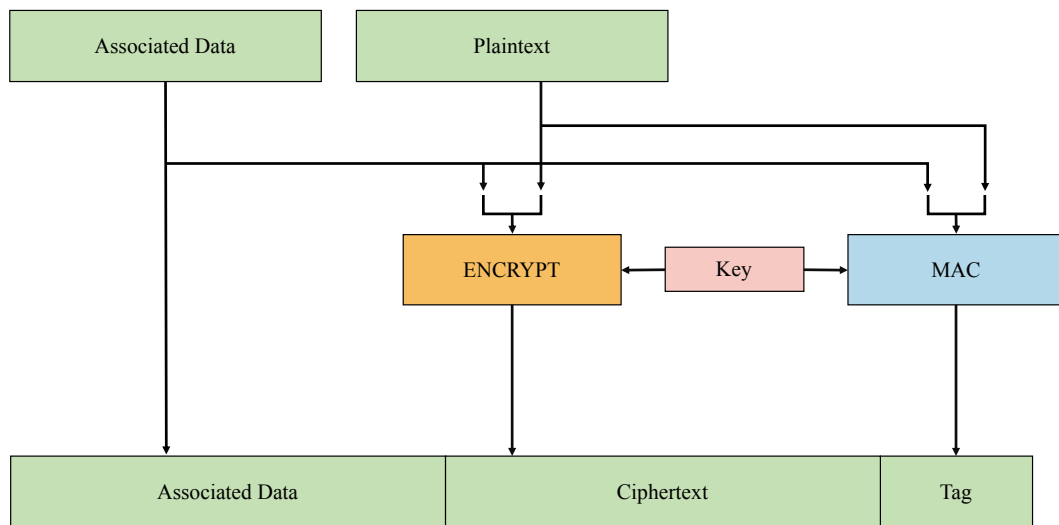 Associated Data
Plaintext
ENCRYPT
Key
MAC
Associated Data
Ciphertext
Tag